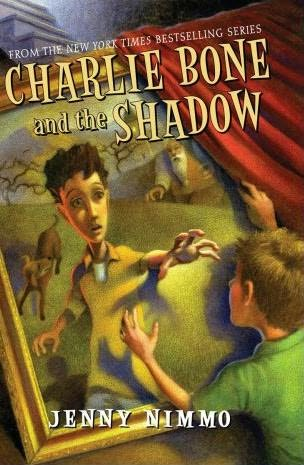 FROM THE NEW YORK TIMES BESTSELLING SERIES
CHARLIE BONE
and the SHADOW
JENNY NIMMO